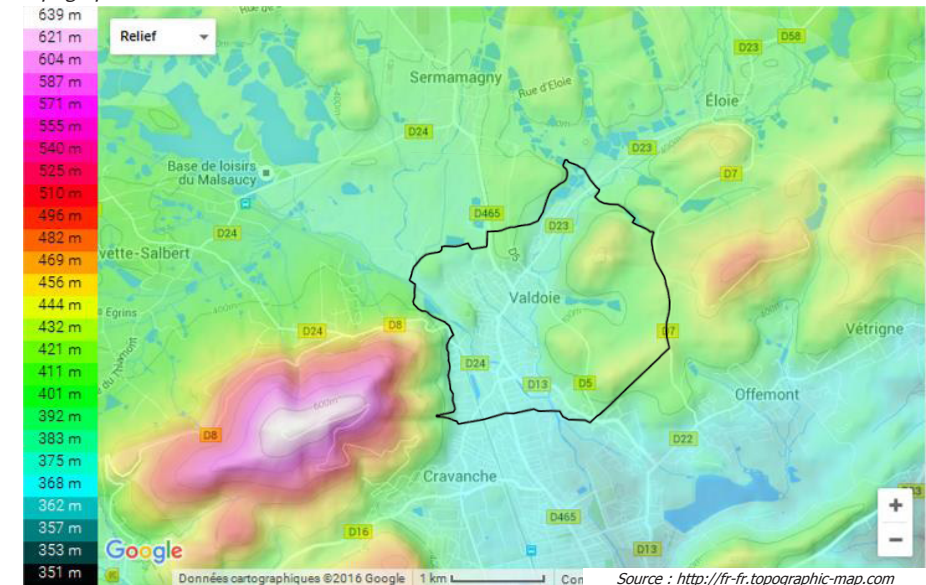 639 m
621 m
604 m
587 m
571 m
555 m
540 m
525 m
510 m
496 m
482 m
469 m
456 m
444 m
432 m
421 m
411 m
401 m
392 m
383 m
375 m
368 m
362 m
357 m
353 m
351 m
Relief
D58
D23
Sermamagny
Rue d'Eloie
Éloie
D24
D23
Base de loisirs
du Malsaucy
D7
D465
D23
D24
vette-Salbert
D5
Valdoie
400m
Egrins
D24
D8
D7
Vétrigne
D24
D13
D5
Offemont
600m
D8
D22
Cravanche
D465
D16
D13
+
−
Google
Données cartographiques ©2016 Google
1 km
Con
Source : http://fr-fr.topographic-map.com